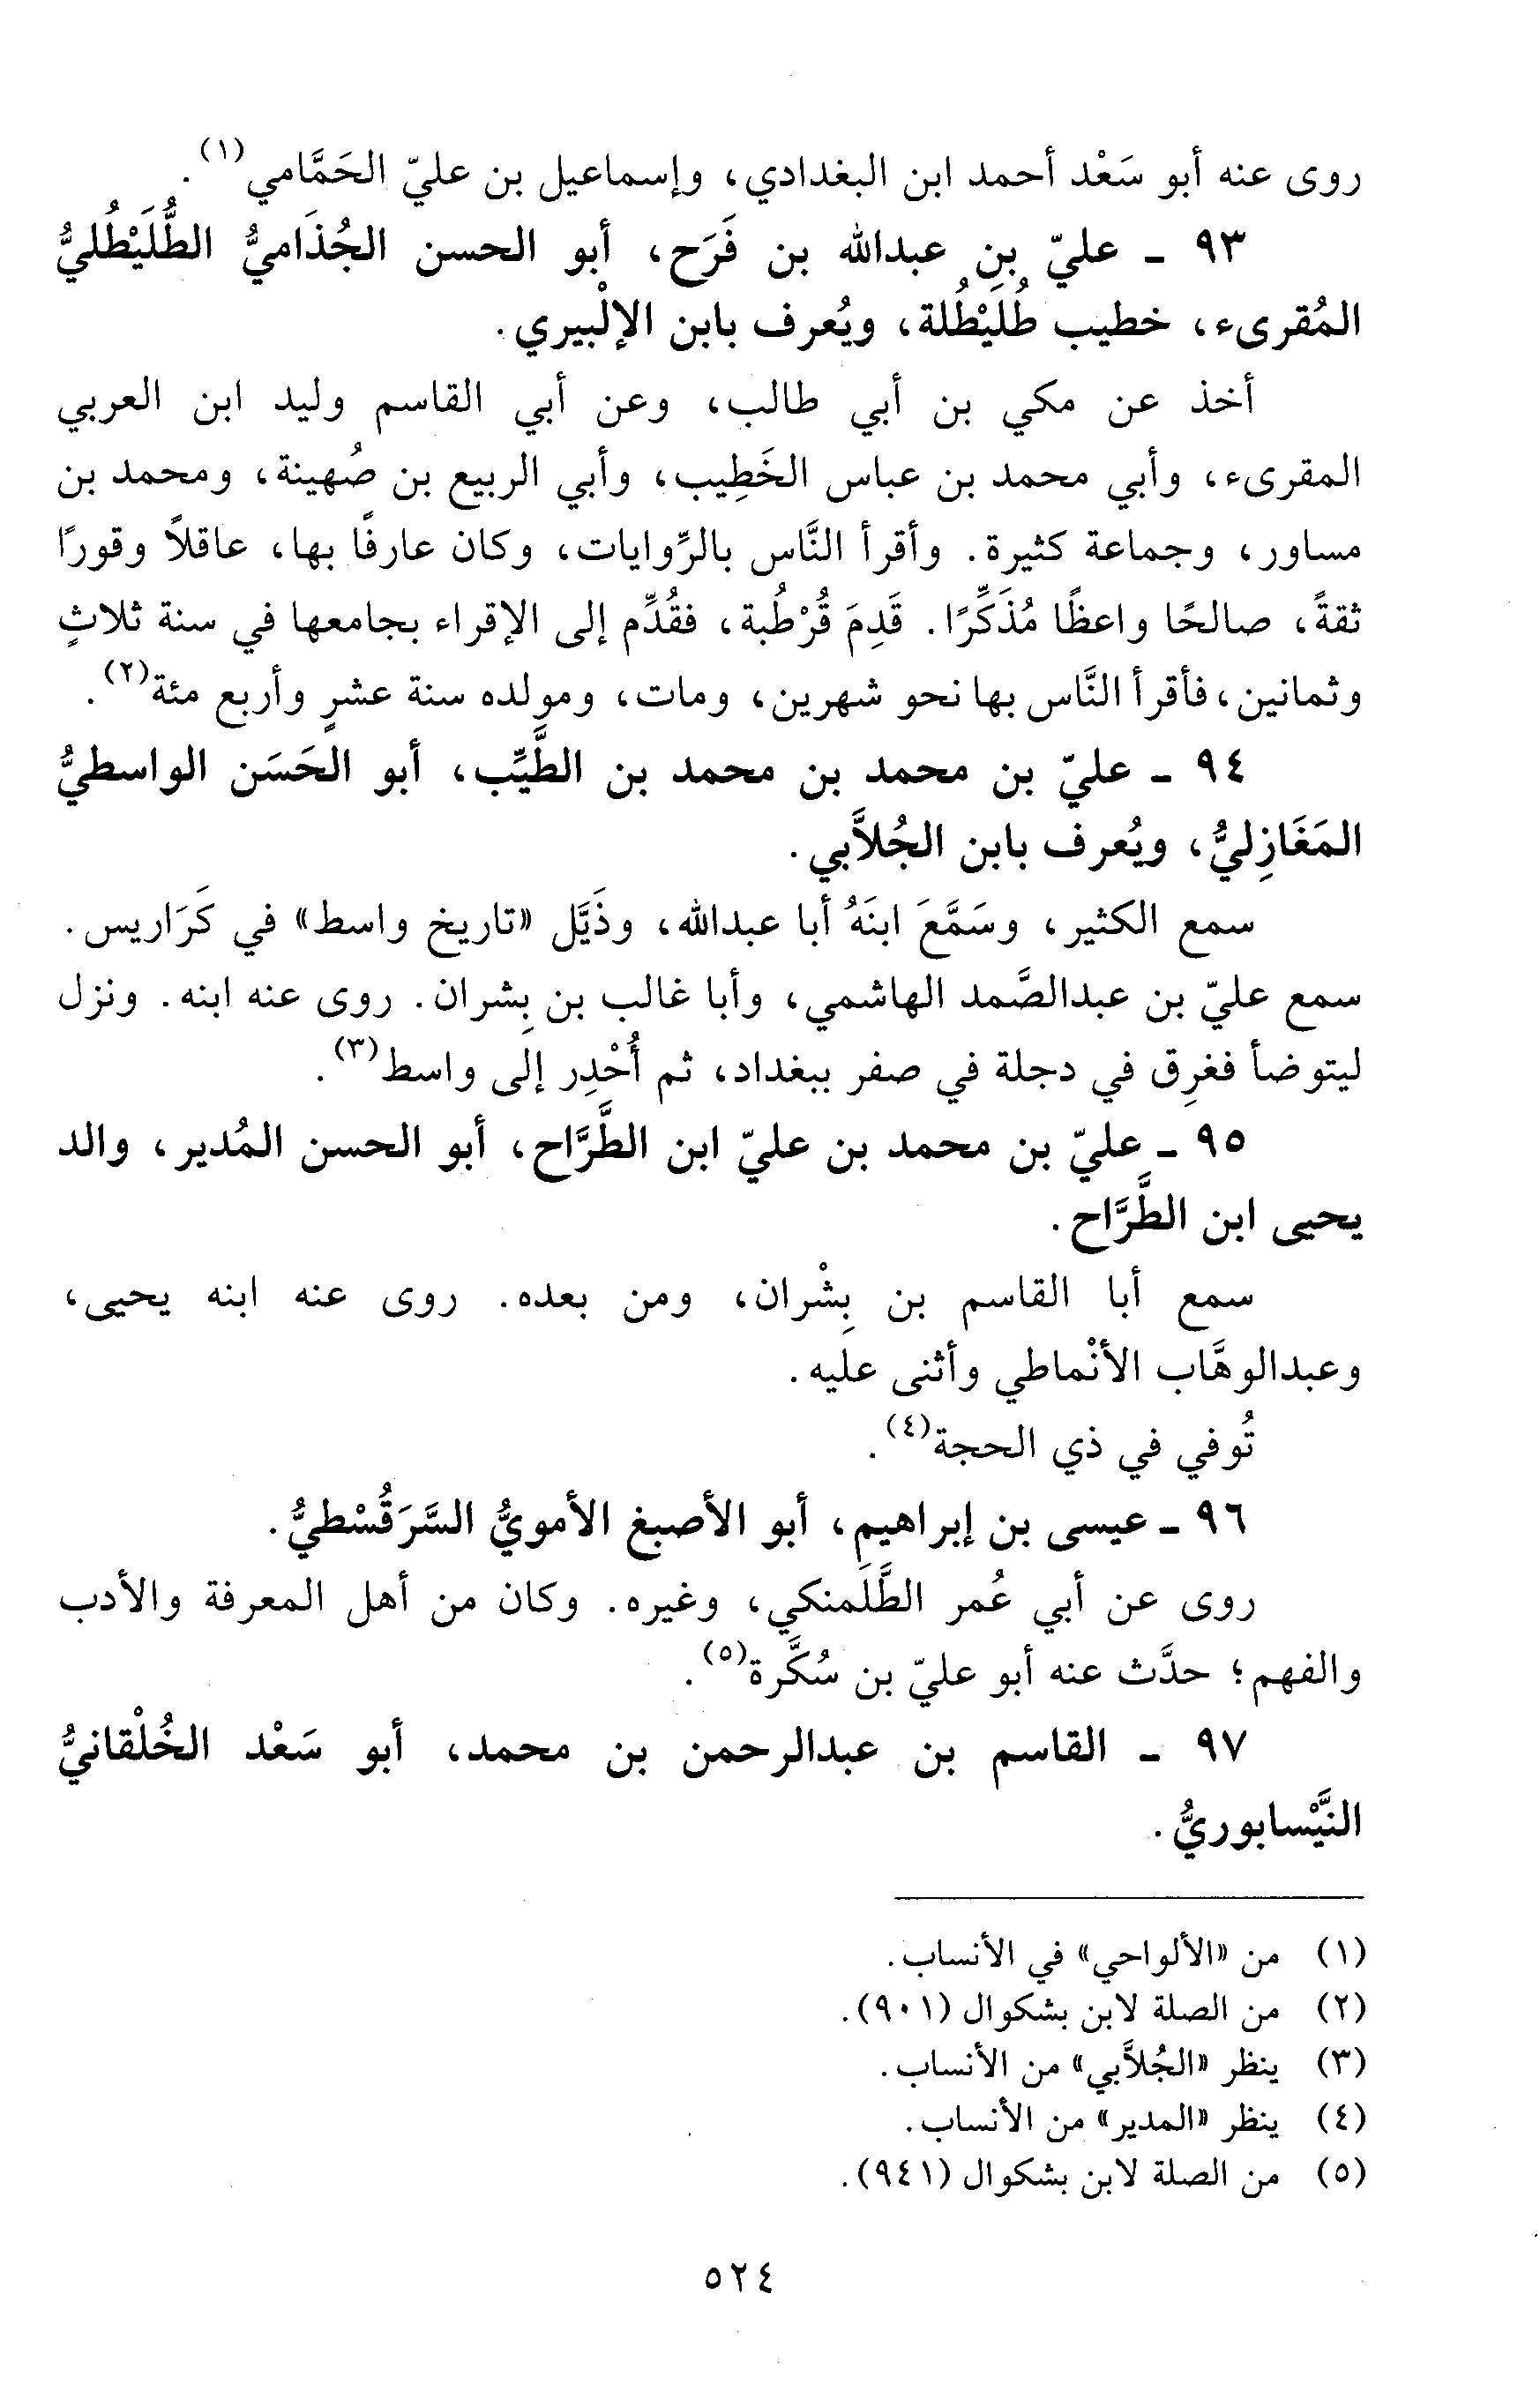 روى عنه أبو سَعْد أحمد ابن البغدادي، وإسماعيل بن عليّ الحَمَّامي(١).
٩٣ - عليّ بن عبدالله بن فَرَح، أبو الحسن الجُذَاميُّ الطُّلَيْطُليُّ
المُقرىء، خطيب طُلَيْطُلة، ويُعرف بابن الإلْبيري.
أخذ عن مكي بن أبي طالب، وعن أبي القاسم وليد ابن العربي
المقرىء، وأبي محمد بن عباس الخَطِيب، وأبي الربيع بن صُهينة، ومحمد بن
مساور، وجماعة كثيرة. وأقرأ النَّاس بالرِّوايات، وكان عارفًا بها، عاقلاً وقورًا
ثقةً، صالحًا واعظًا مُذَكِّرًا. قَدِمَ قُرْطُبة، فقُدِّم إلى الإقراء بجامعها في سنة ثلاثٍ
وثمانين، فأقرأ النَّاس بها نحو شهرين، ومات، ومولده سنة عشرٍ وأربع مئة(٢).
٩٤ - عليّ بن محمد بن محمد بن الطَّيِّب، أبو الحَسَن الواسطيُّ
المَغَازِليُّ، ويُعرف بابن الجُلاَّبي.
سمع الكثير، وسَمَّعَ ابنَهُ أبا عبدالله، وذَيَّل «تاريخ واسط» في كَرَاريس.
سمع عليّ بن عبدالصَّمد الهاشمي، وأبا غالب بن بِشران. روى عنه ابنه. ونزل
ليتوضأ فغرِق في دجلة في صفر ببغداد، ثم أُحْدِر إلى واسط(٣).
٩٥ - عليّ بن محمد بن عليّ ابن الطَّرَّاح، أبو الحسن المُدير، والد
يحيى ابن الطَّرَّاح.
سمع أبا القاسم بن بِشْران، ومن بعده. روى عنه ابنه يحيى،
وعبدالوهَّاب الأنْماطي وأثنى عليه.
تُوفي في ذي الحجة(٤).
٩٦ - عيسى بن إبراهيم، أبو الأصبغ الأمويُّ السَّرَقُسْطيُّ.
روى عن أبي عُمر الطَّلَمنكي، وغيره. وكان من أهل المعرفة والأدب
والفهم؛ حدَّث عنه أبو عليّ بن سُكَّرة(٥).
٩٧ - القاسم بن عبدالرحمن بن محمد، أبو سَعْد الخُلْقانيُّ
النَّيْسابوريُّ.
(١) من «الألواحي» في الأنساب.
(٢) من الصلة لابن بشكوال (٩٠١).
(٣) ينظر «الجُلاَّبي» من الأنساب.
(٤) ينظر «المدير» من الأنساب.
(٥) من الصلة لابن بشكوال (٩٤١).
٥٢٤